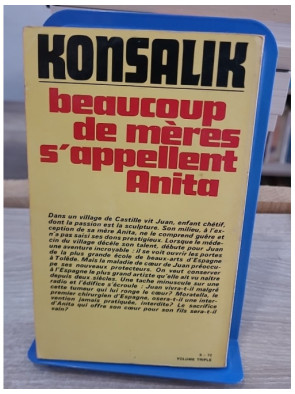 KONSALIK
beaucoup
de mères
s'appellent
Anita
Dans un village de Castille vit Juan, enfant chétif,
dont la passion est la sculpture. Son milieu, à l'ex-
ception de sa mère Anita, ne le comprend guère et
n'a pas saisi ses dons prestigieux. Lorsque le méde-
cin du village décèle son talent, débute pour Juan
une aventure incroyable : il se voit ouvrir les portes
de la plus grande école de beaux-arts d'Espagne
à Tolède. Mais la maladie de cœur de Juan préoccu-
pe ses nouveaux protecteurs. On veut conserver
à l'Espagne le plus grand artiste qu'elle ait vu naître
depuis deux siècles. Une tache minuscule sur une
radio et l'édifice s'écroule : Juan vivra-t-il malgré
cette tumeur qui lui ronge le cœur? Moratalla, le
premier chirurgien d'Espagne, osera-t-il une inter-
vention jamais pratiquée, interdite? Le sacrifice
d'Anita qui offre son cœur pour son fils sera-t-il
vain?
VOLUME TRIPLE